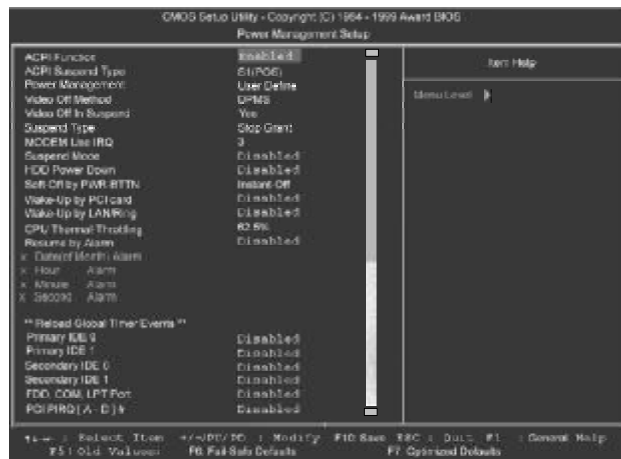 CMOS Setup Utility - Copyright (C) 1984 - 1999 Award BIOS
Power Management Setup
ACPI Function Enabled
ACPI Suspend Type S1(POS)
Power Management User Define
Video Off Method DPMS
Video Off In Suspend Yes
Suspend Type Stop Grant
MODEM Use IRQ 3
Suspend Mode Disabled
HDD Power Down Disabled
Soft-Off by PWR-BTTN Instant-Off
Wake-Up by PCI card Disabled
Wake-Up by LAN/Ring Disabled
CPU Thermal-Throttling 62.5%
Resume by Alarm Disabled
x Date(of Month) Alarm
x Hour Alarm
x Minute Alarm
x Second Alarm
** Reload Global Timer Events **
Primary IDE 0 Disabled
Primary IDE 1 Disabled
Secondary IDE 0 Disabled
Secondary IDE 1 Disabled
FDD, COM, LPT Port Disabled
PCI PIRQ [ A - D ] # Disabled
Item Help
Menu Level
: Select Item +/-/PU/PD : Modify F10: Save ESC : Quit F1 : General Help
F5: Old Values F6: Fail-Safe Defaults F7: Optimized Defaults